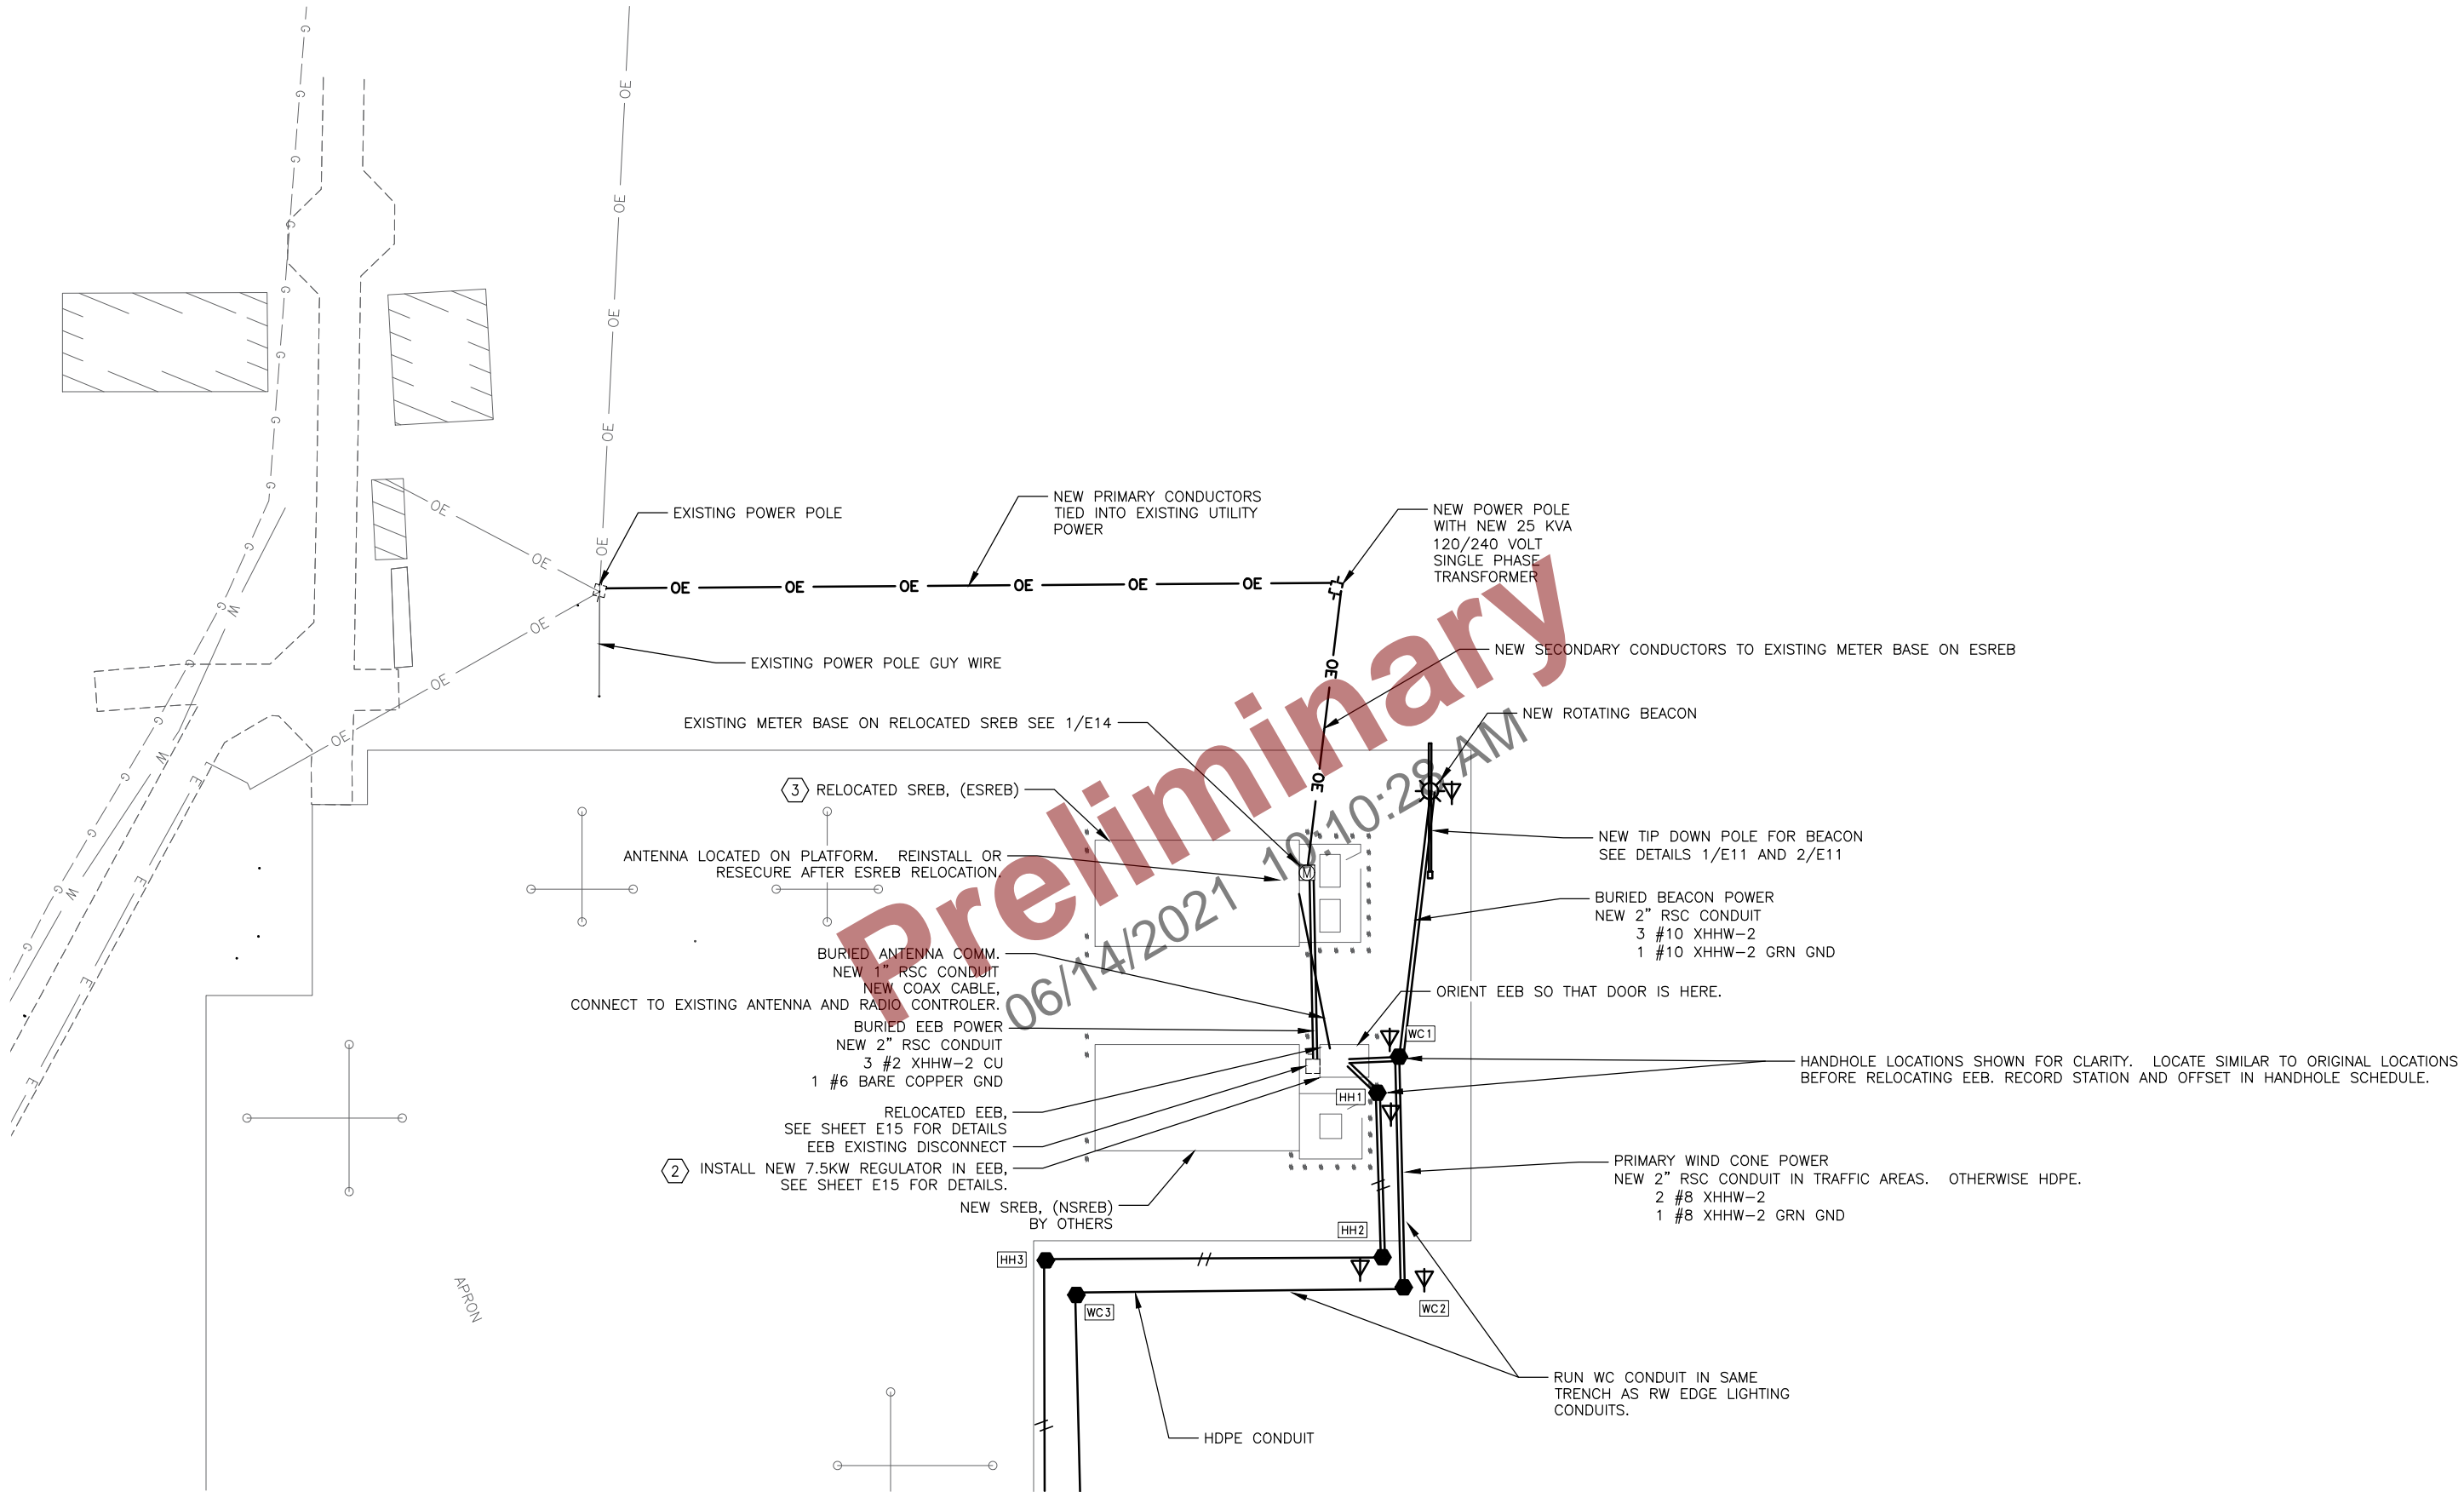 EXISTING POWER POLE
NEW PRIMARY CONDUCTORS
TIED INTO EXISTING UTILITY
POWER
NEW POWER POLE
WITH NEW 25 KVA
120/240 VOLT
SINGLE PHASE
TRANSFORMER
OE OE OE OE OE OE
EXISTING POWER POLE GUY WIRE
NEW SECONDARY CONDUCTORS TO EXISTING METER BASE ON ESREB
EXISTING METER BASE ON RELOCATED SREB SEE 1/E14
NEW ROTATING BEACON
3 RELOCATED SREB, (ESREB)
NEW TIP DOWN POLE FOR BEACON
SEE DETAILS 1/E11 AND 2/E11
ANTENNA LOCATED ON PLATFORM. REINSTALL OR
RESECURE AFTER ESREB RELOCATION.
M
BURIED BEACON POWER
NEW 2" RSC CONDUIT
3 #10 XHHW-2
1 #10 XHHW-2 GRN GND
BURIED ANTENNA COMM.
NEW 1" RSC CONDUIT
NEW COAX CABLE,
CONNECT TO EXISTING ANTENNA AND RADIO CONTROLER.
ORIENT EEB SO THAT DOOR IS HERE.
BURIED EEB POWER
NEW 2" RSC CONDUIT
3 #2 XHHW-2 CU
1 #6 BARE COPPER GND
WC1
HANDHOLE LOCATIONS SHOWN FOR CLARITY. LOCATE SIMILAR TO ORIGINAL LOCATIONS
BEFORE RELOCATING EEB. RECORD STATION AND OFFSET IN HANDHOLE SCHEDULE.
HH1
RELOCATED EEB,
SEE SHEET E15 FOR DETAILS
EEB EXISTING DISCONNECT
2 INSTALL NEW 7.5KW REGULATOR IN EEB,
SEE SHEET E15 FOR DETAILS.
PRIMARY WIND CONE POWER
NEW 2" RSC CONDUIT IN TRAFFIC AREAS. OTHERWISE HDPE.
2 #8 XHHW-2
1 #8 XHHW-2 GRN GND
NEW SREB, (NSREB)
BY OTHERS
HH2
HH3
WC3
WC2
APRON
RUN WC CONDUIT IN SAME
TRENCH AS RW EDGE LIGHTING
CONDUITS.
HDPE CONDUIT
OE OE OE OE OE
OE OE
OE OE OE
OE OE
G G G G G G G G G G G G G G
W W W
E E E E
Preliminary
06/14/2021 10:10:28 AM